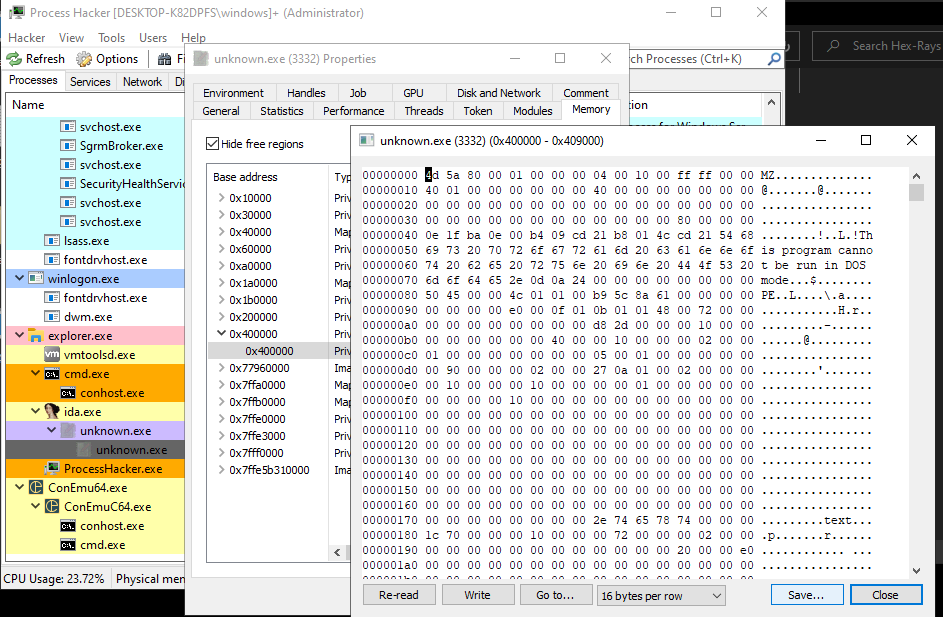 Process Hacker [DESKTOP-K82DPFS\windows]+ (Administrator)
Hacker View Tools Users Help
Refresh Options
Search Hex-Rays
ch Processes (Ctrl+K)
Processes Services Network
Name
svchost.exe
SgrmBroker.exe
svchost.exe
SecurityHealthServic
svchost.exe
svchost.exe
lsass.exe
fontdrvhost.exe
winlogon.exe
fontdrvhost.exe
dwm.exe
explorer.exe
vmtoolsd.exe
cmd.exe
conhost.exe
ida.exe
unknown.exe
unknown.exe
ProcessHacker.exe
ConEmu64.exe
ConEmuC64.exe
conhost.exe
cmd.exe
CPU Usage: 23.72% Physical mem
unknown.exe (3332) Properties
Environment Handles Job GPU Disk and Network Comment
General Statistics Performance Threads Token Modules Memory
Hide free regions
Base address Typ
0x10000 Priv
0x30000 Priv
0x40000 Map
0x60000 Priv
0xa0000 Priv
0x1a0000 Priv
0x1b0000 Priv
0x200000 Priv
0x400000 Priv
0x400000 Priv
0x77960000 Ima
0x7ffa0000 Map
0x7ffb0000 Map
0x7ffe0000 Priv
0x7ffe3000 Priv
0x7fff0000 Priv
0x7ffe5b310000 Ima
unknown.exe (3332) (0x400000 - 0x409000)
00000000 4d 5a 80 00 01 00 00 00 04 00 10 00 ff ff 00 00 MZ..............
00000010 40 01 00 00 00 00 00 00 40 00 00 00 00 00 00 00 @.......@.......
00000020 00 00 00 00 00 00 00 00 00 00 00 00 00 00 00 00 ................
00000030 00 00 00 00 00 00 00 00 00 00 00 00 80 00 00 00 ................
00000040 0e 1f ba 0e 00 b4 09 cd 21 b8 01 4c cd 21 54 68 ........!..L.!Th
00000050 69 73 20 70 72 6f 67 72 61 6d 20 63 61 6e 6e 6f is program canno
00000060 74 20 62 65 20 72 75 6e 20 69 6e 20 44 4f 53 20 t be run in DOS
00000070 6d 6f 64 65 2e 0d 0a 24 00 00 00 00 00 00 00 00 mode...$........
00000080 50 45 00 00 4c 01 01 00 b9 5c 8a 61 00 00 00 00 PE..L....\.a....
00000090 00 00 00 00 e0 00 0f 01 0b 01 01 48 00 72 00 00 ...........H.r..
000000a0 00 00 00 00 00 00 00 00 d8 2d 00 00 00 10 00 00 .........-......
000000b0 00 00 00 00 00 00 40 00 00 10 00 00 00 02 00 00 ......@.........
000000c0 01 00 00 00 00 00 00 00 05 00 01 00 00 00 00 00 ................
000000d0 00 90 00 00 00 02 00 00 27 0a 01 00 02 00 00 00 ........'.......
000000e0 00 10 00 00 00 10 00 00 00 00 01 00 00 00 00 00 ................
000000f0 00 00 00 00 10 00 00 00 00 00 00 00 00 00 00 00 ................
00000100 00 00 00 00 00 00 00 00 00 00 00 00 00 00 00 00 ................
00000110 00 00 00 00 00 00 00 00 00 00 00 00 00 00 00 00 ................
00000120 00 00 00 00 00 00 00 00 00 00 00 00 00 00 00 00 ................
00000130 00 00 00 00 00 00 00 00 00 00 00 00 00 00 00 00 ................
00000140 00 00 00 00 00 00 00 00 00 00 00 00 00 00 00 00 ................
00000150 00 00 00 00 00 00 00 00 00 00 00 00 00 00 00 00 ................
00000160 00 00 00 00 00 00 00 00 00 00 00 00 00 00 00 00 ................
00000170 00 00 00 00 00 00 00 00 2e 74 65 78 74 00 00 00 .........text...
00000180 1c 70 00 00 00 10 00 00 00 72 00 00 00 02 00 00 .p.......r......
00000190 00 00 00 00 00 00 00 00 00 00 00 00 20 00 00 e0 ............ ...
000001a0 00 00 00 00 00 00 00 00 00 00 00 00 00 00 00 00 ................
Re-read Write Go to... 16 bytes per row Save... Close